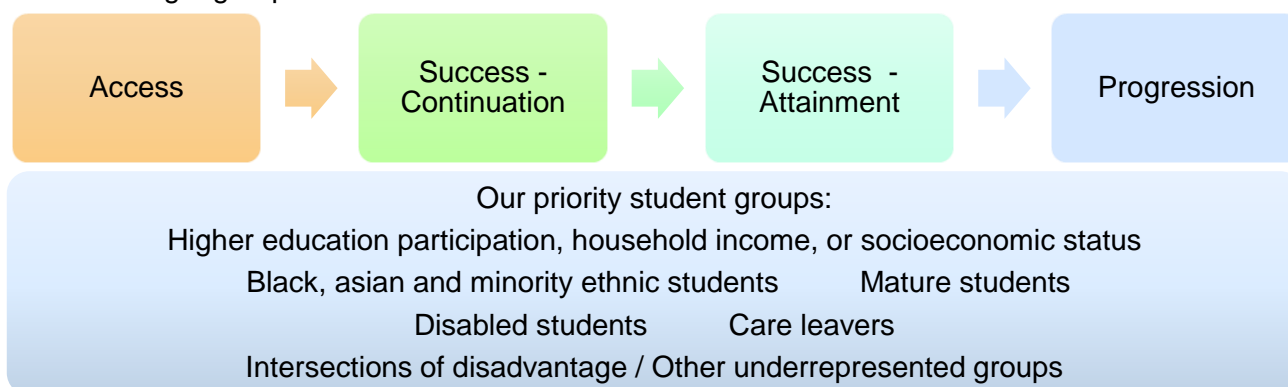 Access
Success -
Continuation
Success -
Attainment
Progression
Our priority student groups:
Higher education participation, household income, or socioeconomic status
Black, asian and minority ethnic students Mature students
Disabled students Care leavers
Intersections of disadvantage / Other underrepresented groups